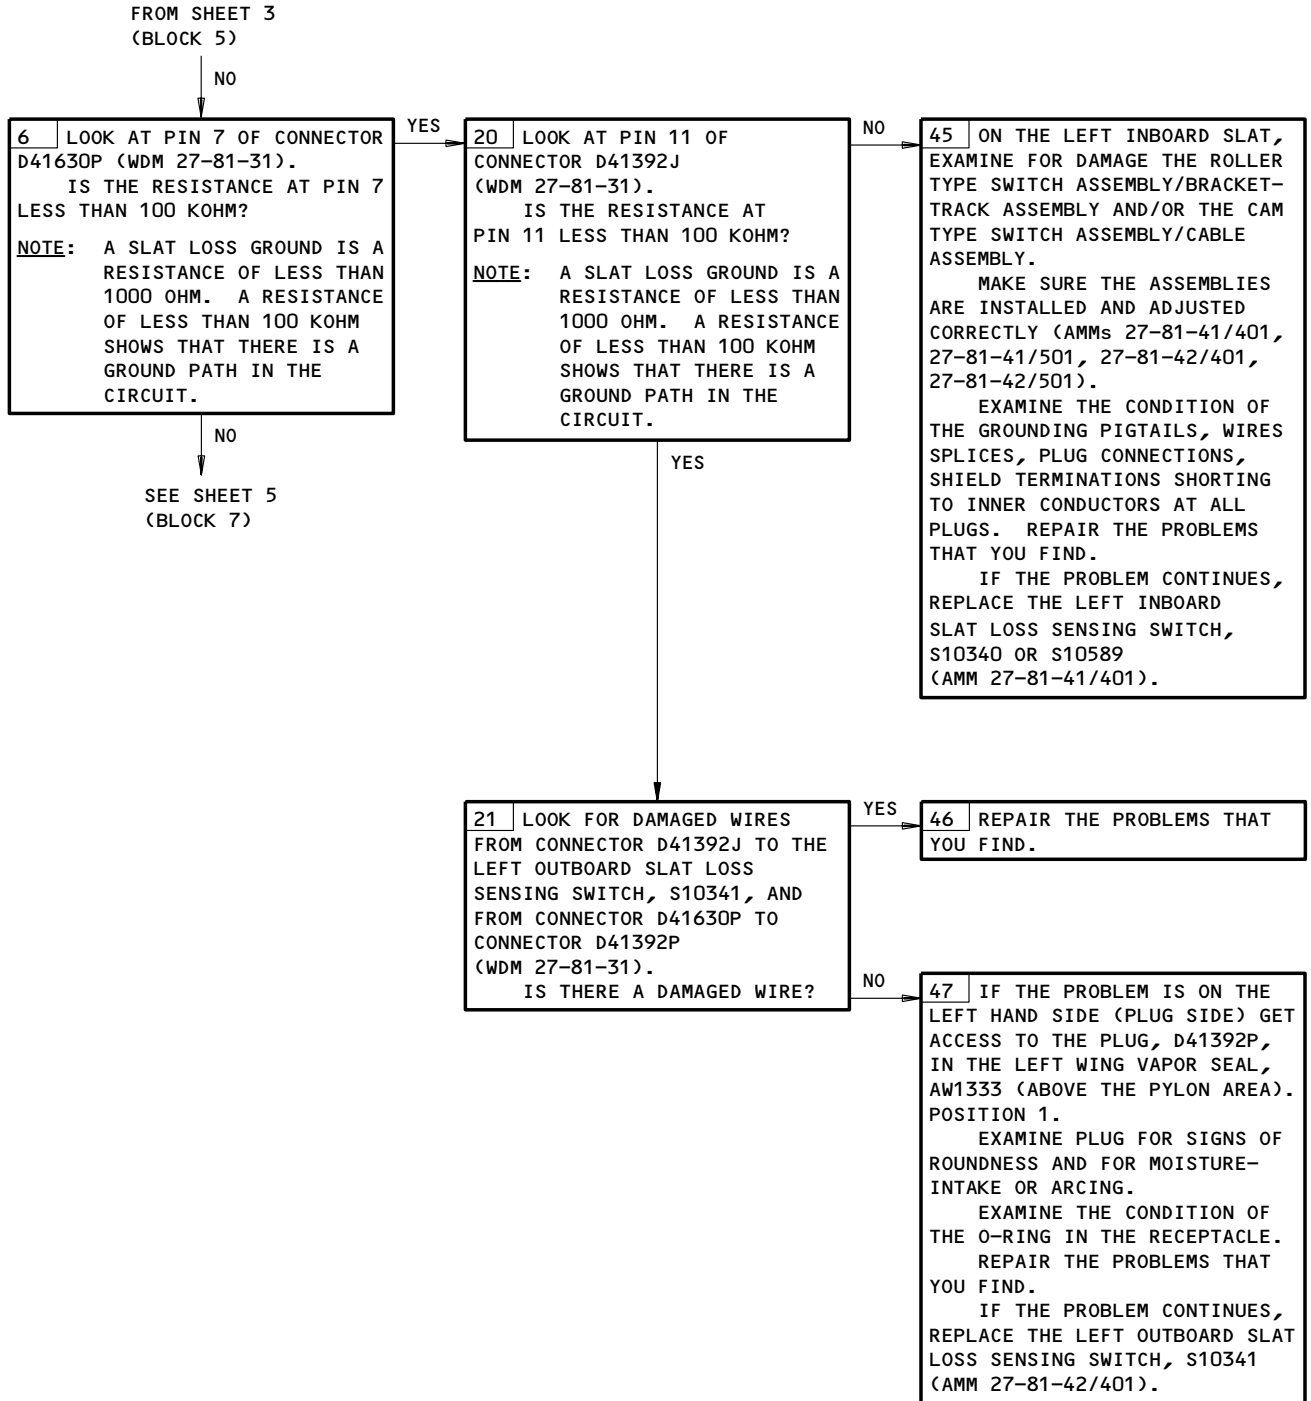 FROM SHEET 3
(BLOCK 5)
NO
6 LOOK AT PIN 7 OF CONNECTOR
D41630P (WDM 27-81-31).
IS THE RESISTANCE AT PIN 7
LESS THAN 100 KOHM?
NOTE: A SLAT LOSS GROUND IS A
RESISTANCE OF LESS THAN
1000 OHM. A RESISTANCE
OF LESS THAN 100 KOHM
SHOWS THAT THERE IS A
GROUND PATH IN THE
CIRCUIT.
NO
SEE SHEET 5
(BLOCK 7)
YES
20 LOOK AT PIN 11 OF
CONNECTOR D41392J
(WDM 27-81-31).
IS THE RESISTANCE AT
PIN 11 LESS THAN 100 KOHM?
NOTE: A SLAT LOSS GROUND IS A
RESISTANCE OF LESS THAN
1000 OHM. A RESISTANCE
OF LESS THAN 100 KOHM
SHOWS THAT THERE IS A
GROUND PATH IN THE
CIRCUIT.
NO
45 ON THE LEFT INBOARD SLAT,
EXAMINE FOR DAMAGE THE ROLLER
TYPE SWITCH ASSEMBLY/BRACKET-
TRACK ASSEMBLY AND/OR THE CAM
TYPE SWITCH ASSEMBLY/CABLE
ASSEMBLY.
MAKE SURE THE ASSEMBLIES
ARE INSTALLED AND ADJUSTED
CORRECTLY (AMMs 27-81-41/401,
27-81-41/501, 27-81-42/401,
27-81-42/501).
EXAMINE THE CONDITION OF
THE GROUNDING PIGTAILS, WIRES
SPLICES, PLUG CONNECTIONS,
SHIELD TERMINATIONS SHORTING
TO INNER CONDUCTORS AT ALL
PLUGS. REPAIR THE PROBLEMS
THAT YOU FIND.
IF THE PROBLEM CONTINUES,
REPLACE THE LEFT INBOARD
SLAT LOSS SENSING SWITCH,
S10340 OR S10589
(AMM 27-81-41/401).
YES
21 LOOK FOR DAMAGED WIRES
FROM CONNECTOR D41392J TO THE
LEFT OUTBOARD SLAT LOSS
SENSING SWITCH, S10341, AND
FROM CONNECTOR D41630P TO
CONNECTOR D41392P
(WDM 27-81-31).
IS THERE A DAMAGED WIRE?
YES
46 REPAIR THE PROBLEMS THAT
YOU FIND.
NO
47 IF THE PROBLEM IS ON THE
LEFT HAND SIDE (PLUG SIDE) GET
ACCESS TO THE PLUG, D41392P,
IN THE LEFT WING VAPOR SEAL,
AW1333 (ABOVE THE PYLON AREA).
POSITION 1.
EXAMINE PLUG FOR SIGNS OF
ROUNDNESS AND FOR MOISTURE-
INTAKE OR ARCING.
EXAMINE THE CONDITION OF
THE O-RING IN THE RECEPTACLE.
REPAIR THE PROBLEMS THAT
YOU FIND.
IF THE PROBLEM CONTINUES,
REPLACE THE LEFT OUTBOARD SLAT
LOSS SENSING SWITCH, S10341
(AMM 27-81-42/401).